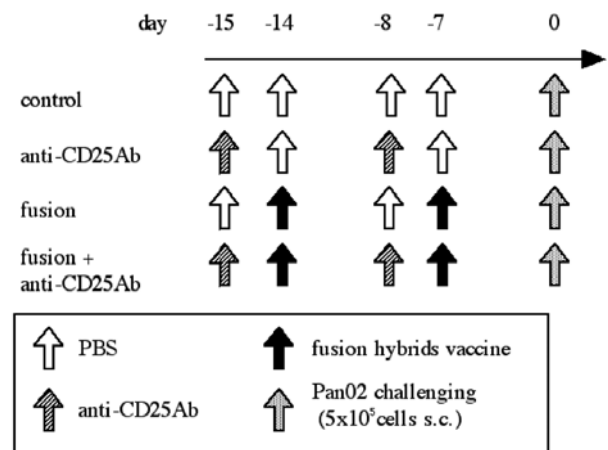 day -15 -14 -8 -7 0
control
anti-CD25Ab
fusion
fusion +
anti-CD25Ab
PBS
fusion hybrids vaccine
anti-CD25Ab
Pan02 challenging
(5x10⁵cells s.c.)